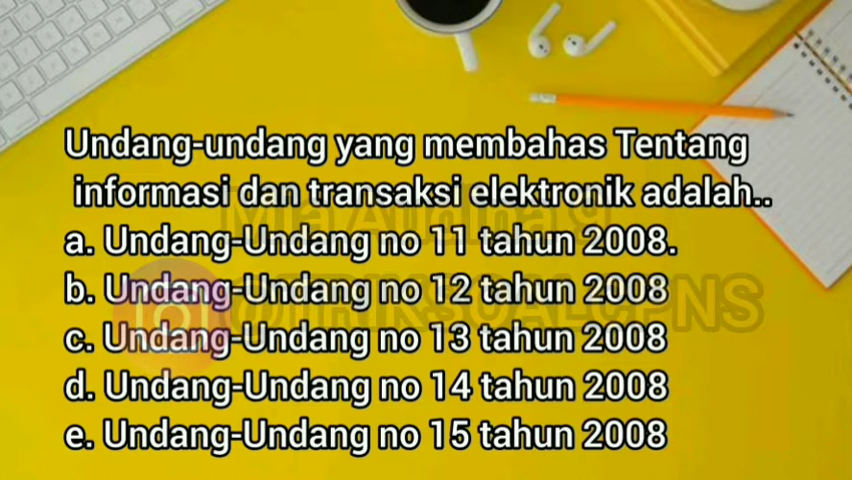 Undang-undang yang membahas Tentang
informasi dan transaksi elektronik adalah..
a. Undang-Undang no 11 tahun 2008.
b. Undang-Undang no 12 tahun 2008
c. Undang-Undang no 13 tahun 2008
d. Undang-Undang no 14 tahun 2008
e. Undang-Undang no 15 tahun 2008